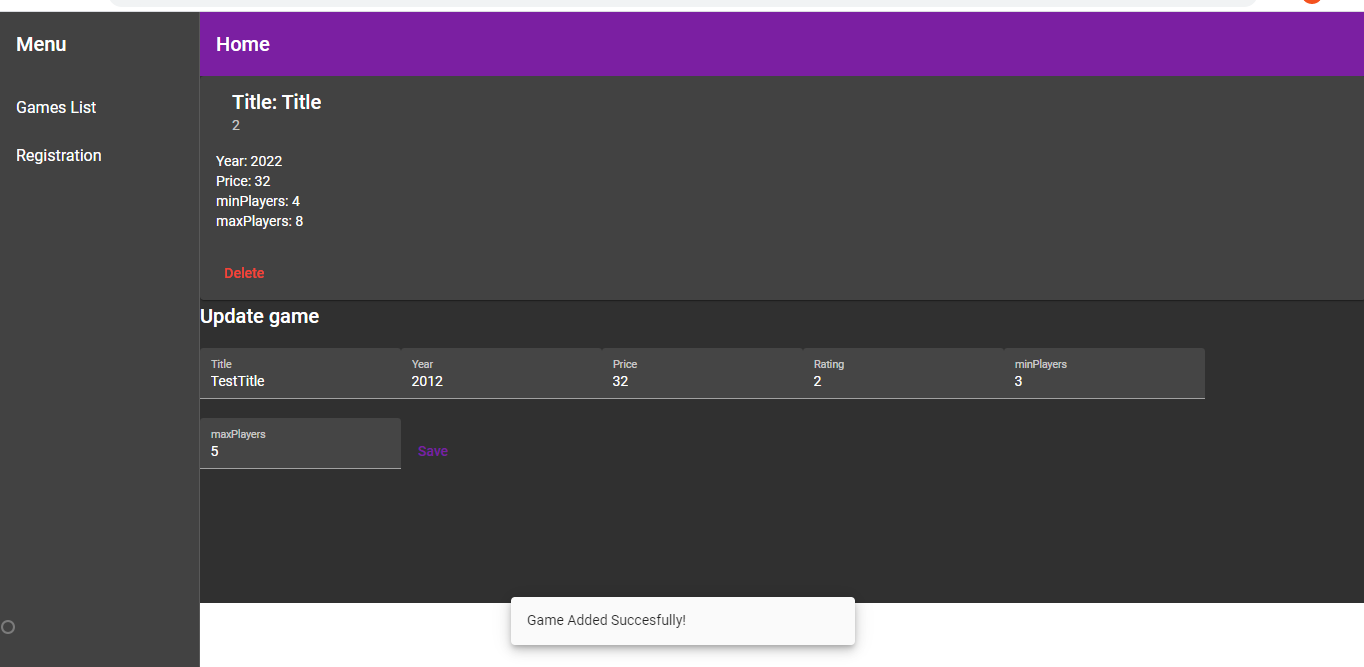 Menu
Home
Games List
Registration
Title: Title
2
Year: 2022
Price: 32
minPlayers: 4
maxPlayers: 8
Delete
Update game
Title Year Price Rating minPlayers
TestTitle 2012 32 2 3
maxPlayers
5
Save
Game Added Succesfully!